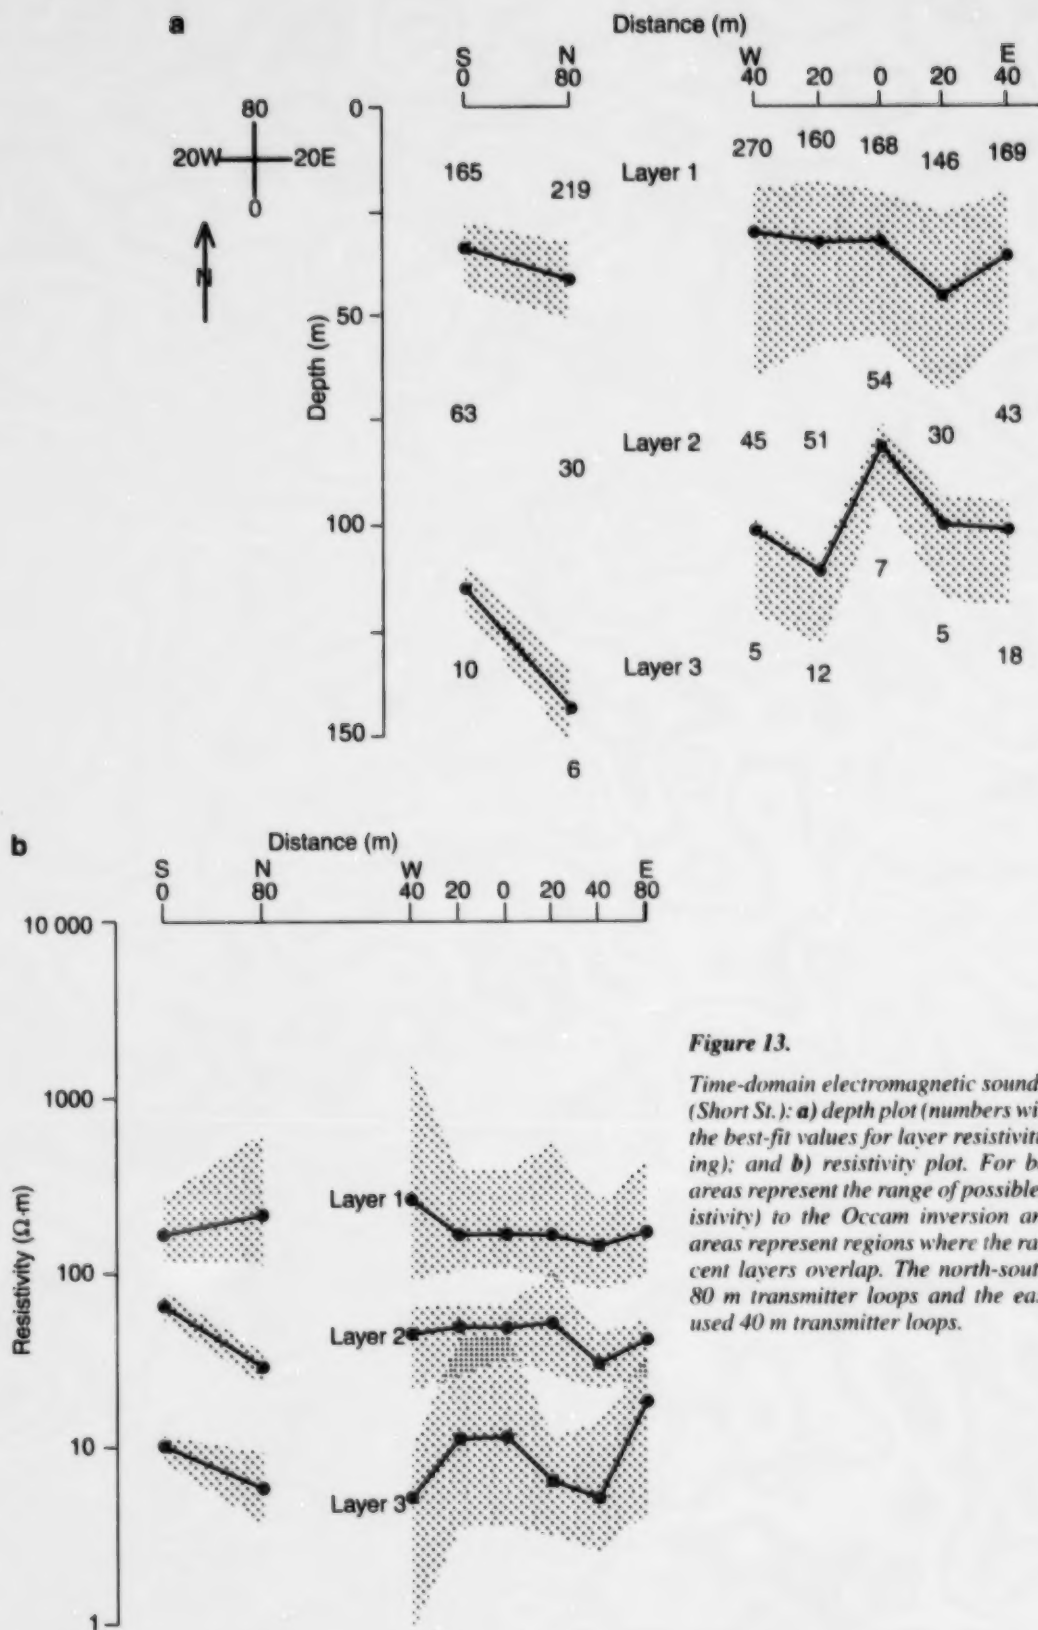 a
Distance (m)
S N W E
0 80 40 20 0 20 40
0
80
20W 20E
0
N
270 160 168 146 169
165 219 Layer 1
50
Depth (m)
54
63 Layer 2 45 51 30 43
30
100
7
10 Layer 3 5 12 5 18
150
6
b
Distance (m)
S N W E
0 80 40 20 0 20 40 80
10 000
1000
100
10
1
Resistivity (Ω·m)
Layer 1
Layer 2
Layer 3
Figure 13.
Time-domain electromagnetic sound
(Short St.): a) depth plot (numbers wi
the best-fit values for layer resistiviti
ing); and b) resistivity plot. For b
areas represent the range of possible
istivity) to the Occam inversion an
areas represent regions where the ra
cent layers overlap. The north-sout
80 m transmitter loops and the ea
used 40 m transmitter loops.